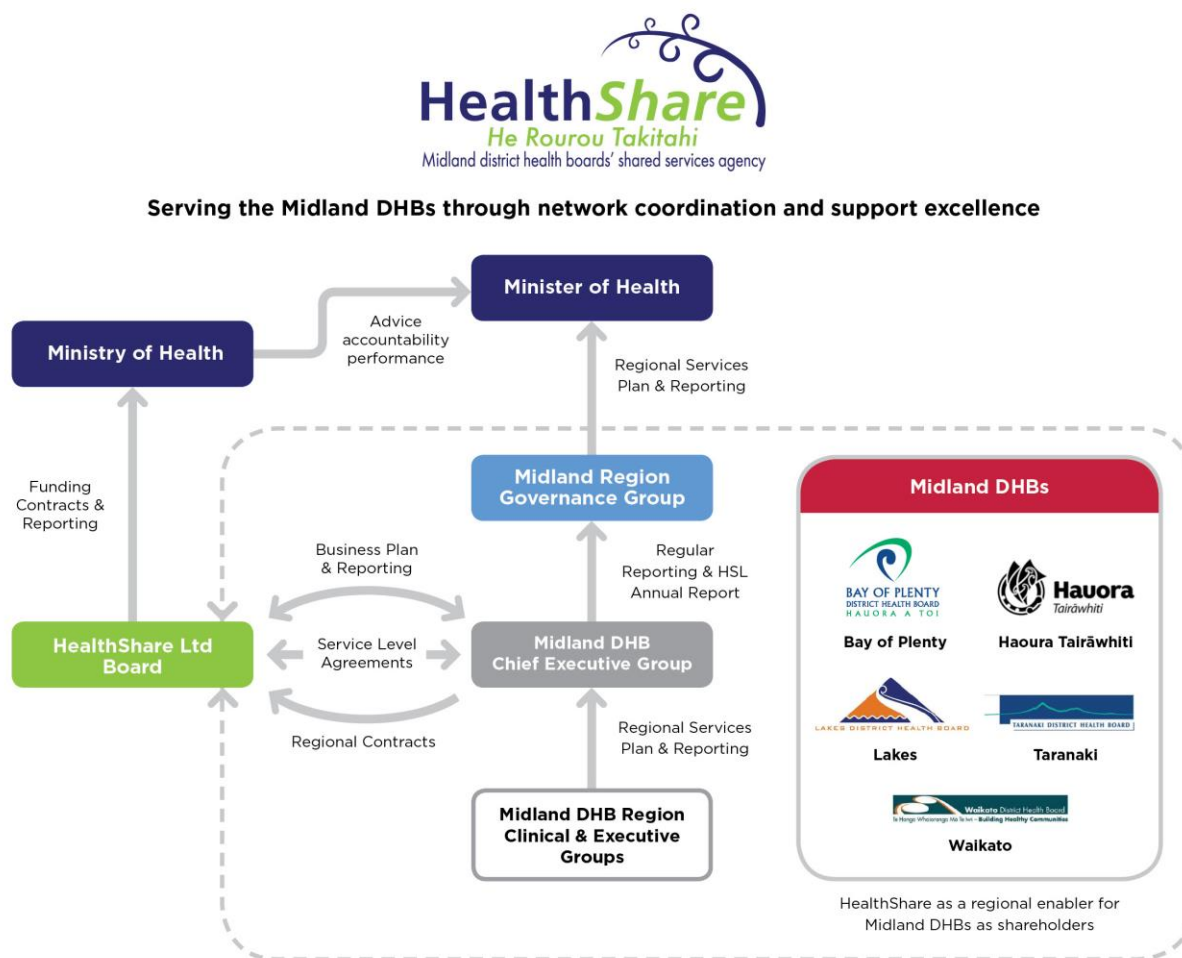 HealthShare
He Rourou Takitahi
Midland district health boards' shared services agency
Serving the Midland DHBs through network coordination and support excellence
Minister of Health
Ministry of Health
Advice
accountability
performance
Regional Services
Plan & Reporting
Funding
Contracts &
Reporting
Midland Region
Governance Group
Business Plan
& Reporting
Regular
Reporting & HSL
Annual Report
HealthShare Ltd
Board
Service Level
Agreements
Midland DHB
Chief Executive Group
Regional Contracts
Regional Services
Plan & Reporting
Midland DHB Region
Clinical & Executive
Groups
Midland DHBs
BAY OF PLENTY
DISTRICT HEALTH BOARD
HAUORA A TOI
Bay of Plenty
Hauora
Tairāwhiti
Haoura Tairāwhiti
LAKES DISTRICT HEALTH BOARD
Lakes
TARANAKI DISTRICT HEALTH BOARD
Taranaki
Waikato District Health Board
Building Healthy Communities
Waikato
HealthShare as a regional enabler for
Midland DHBs as shareholders